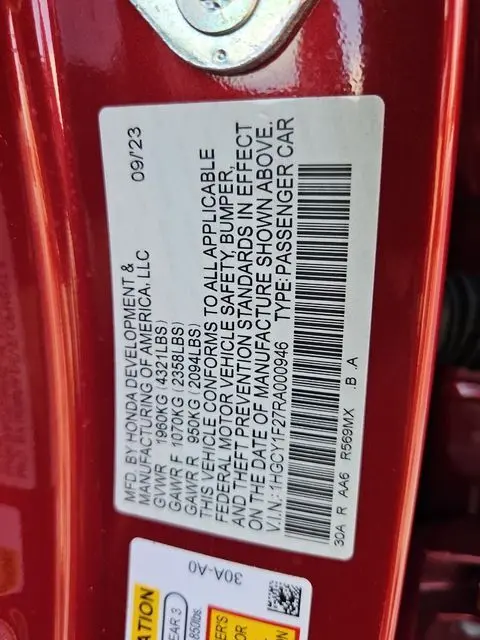 MFD. BY HONDA DEVELOPMENT &
MANUFACTURING OF AMERICA, LLC 09/'23
GVWR 1960KG (4321LBS)
GAWR F 1070KG (2358LBS)
GAWR R 950KG (2094LBS)
THIS VEHICLE CONFORMS TO ALL APPLICABLE
FEDERAL MOTOR VEHICLE SAFETY, BUMPER,
AND THEFT PREVENTION STANDARDS IN EFFECT
ON THE DATE OF MANUFACTURE SHOWN ABOVE.
V.I.N.: 1HGCY1F27RA000946 TYPE:PASSENGER CAR
30A R AA6 R569MX .B .A
30A-A0
850lbs.